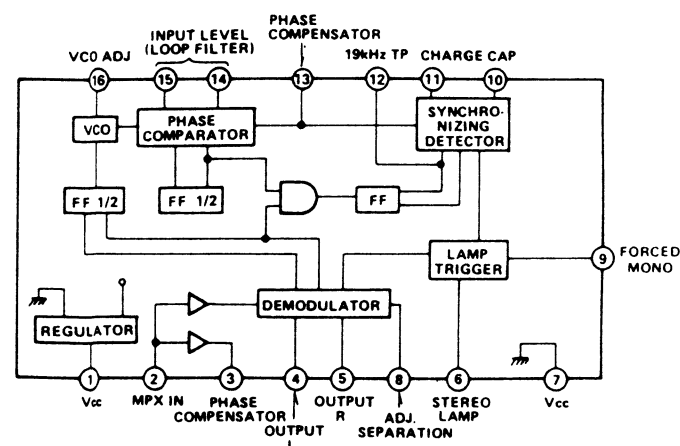 PHASE
COMPENSATOR
INPUT LEVEL
(LOOP FILTER)
VC0 ADJ
19kHz TP
CHARGE CAP
16
15
14
13
12
11
10
VCO
PHASE
COMPARATOR
SYNCHRO-
NIZING
DETECTOR
FF 1/2
FF 1/2
FF
LAMP
TRIGGER
9
FORCED
MONO
DEMODULATOR
REGULATOR
1
2
3
4
5
8
6
7
Vcc
MPX IN
PHASE
COMPENSATOR
OUTPUT
OUTPUT
R
ADJ.
SEPARATION
STEREO
LAMP
Vcc